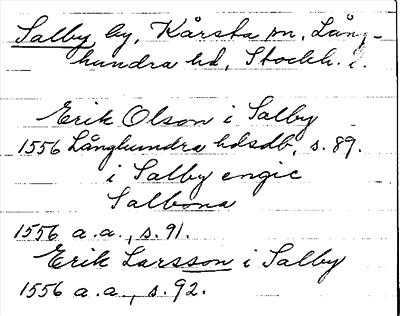 Salby, by, Kårsta sn, Lång-
hundra hd, Stockh. l.
Erik Olson i Salby
1556 Långhundra hdsdb, s. 89.
i Salby engie
Salbona
1556 a.a., s. 91.
Erik Larsson i Salby
1556 a.a., s. 92.